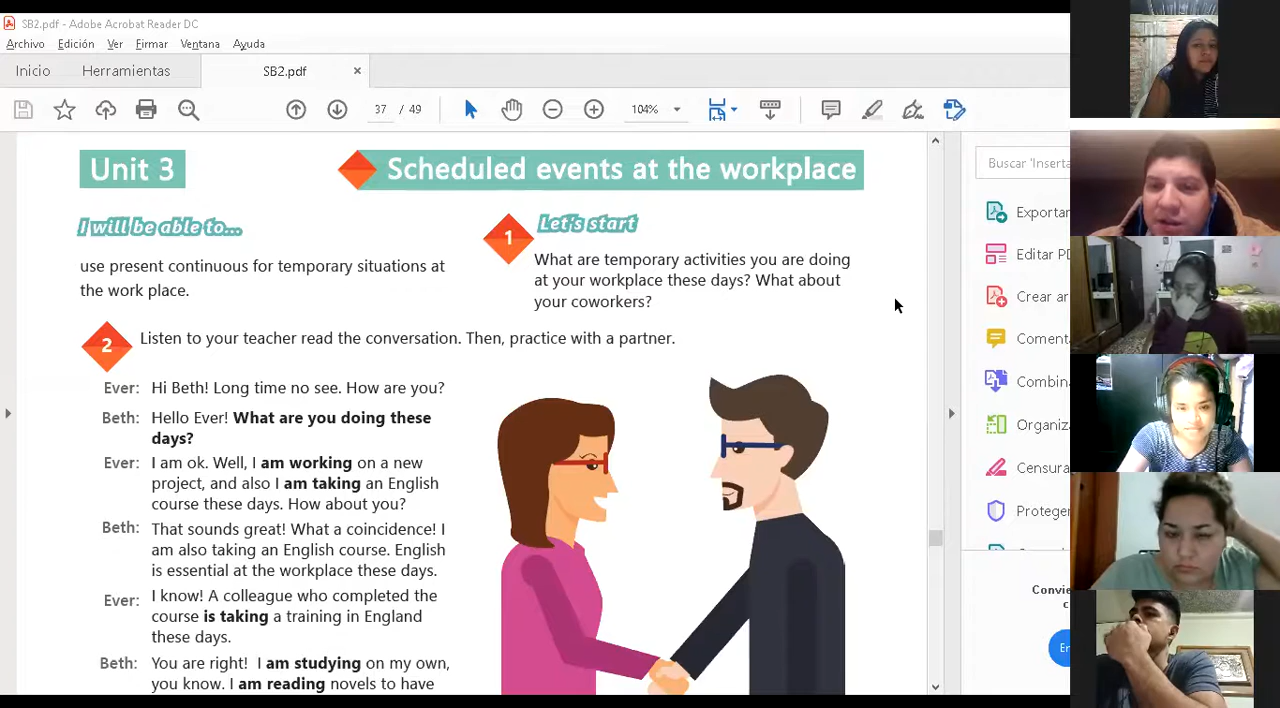 SB2.pdf - Adobe Acrobat Reader DC
Archivo Edición Ver Firmar Ventana Ayuda
Inicio Herramientas SB2.pdf ×
37 / 49 104%
Unit 3
Scheduled events at the workplace
I will be able to...
use present continuous for temporary situations at
the work place.
1 Let's start
What are temporary activities you are doing
at your workplace these days? What about
your coworkers?
2 Listen to your teacher read the conversation. Then, practice with a partner.
Ever: Hi Beth! Long time no see. How are you?
Beth: Hello Ever! What are you doing these
days?
Ever: I am ok. Well, I am working on a new
project, and also I am taking an English
course these days. How about you?
Beth: That sounds great! What a coincidence! I
am also taking an English course. English
is essential at the workplace these days.
Ever: I know! A colleague who completed the
course is taking a training in England
these days.
Beth: You are right! I am studying on my own,
you know. I am reading novels to have
Buscar 'Inserta
Exportar
Editar PD
Crear ar
Coment
Combin
Organiz
Censura
Proteger
Convie
c
En